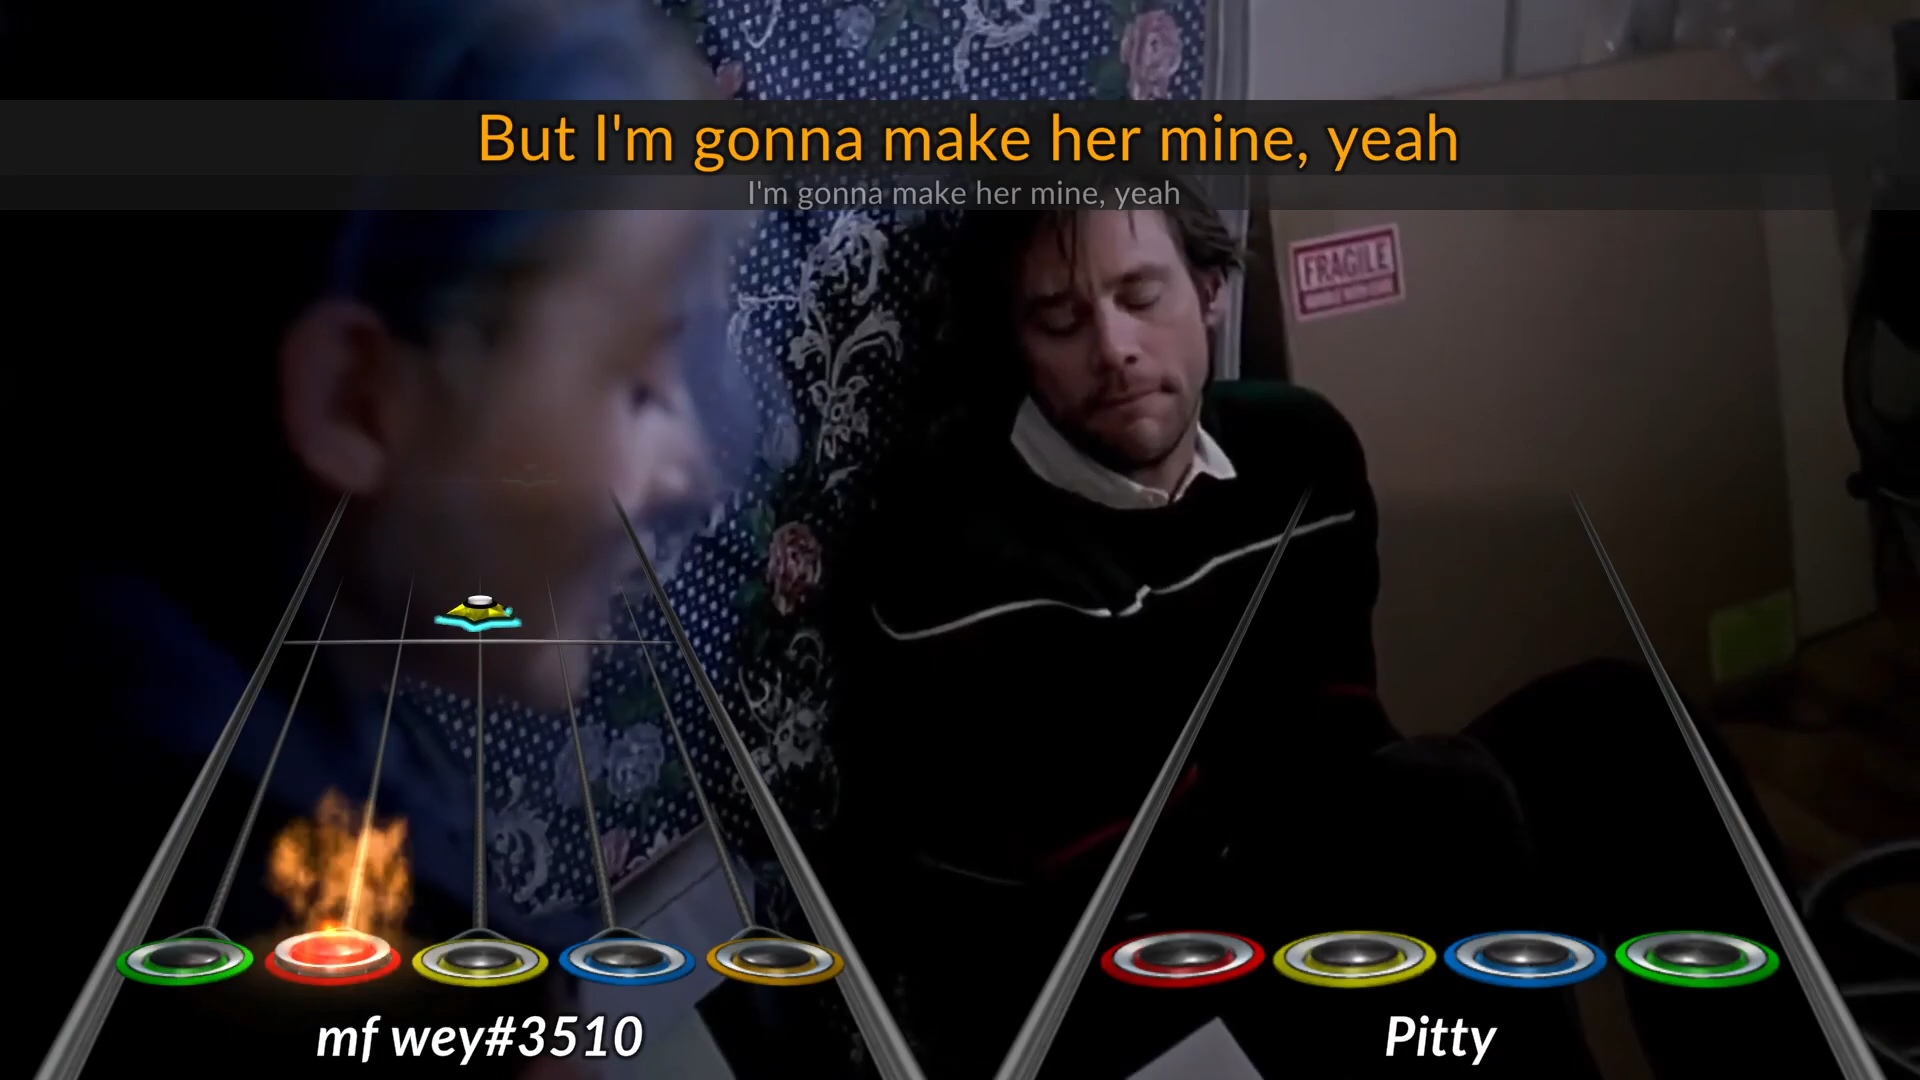 But I'm gonna make her mine, yeah
I'm gonna make her mine, yeah
FRAGILE
mf wey#3510
Pitty